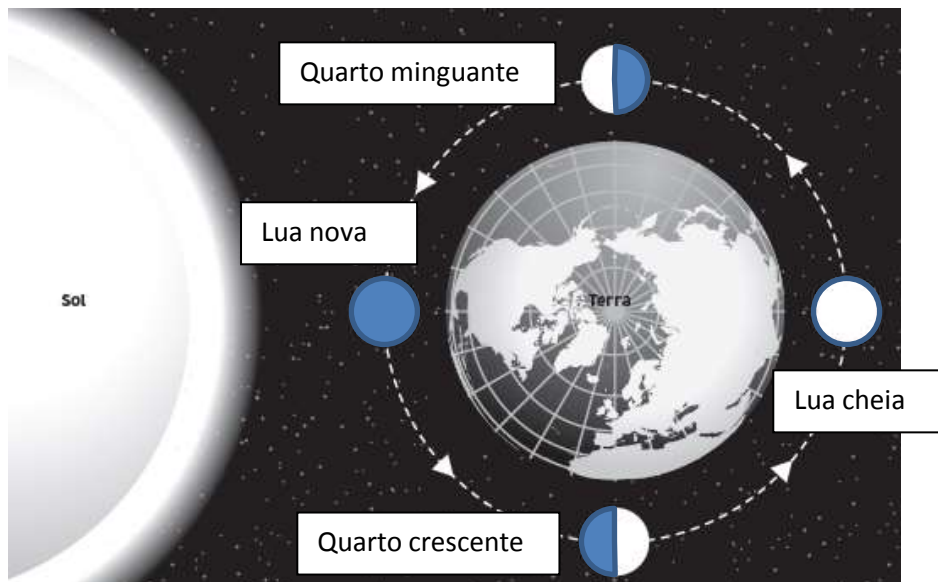 Quarto minguante
Lua nova
Sol
Terra
Lua cheia
Quarto crescente